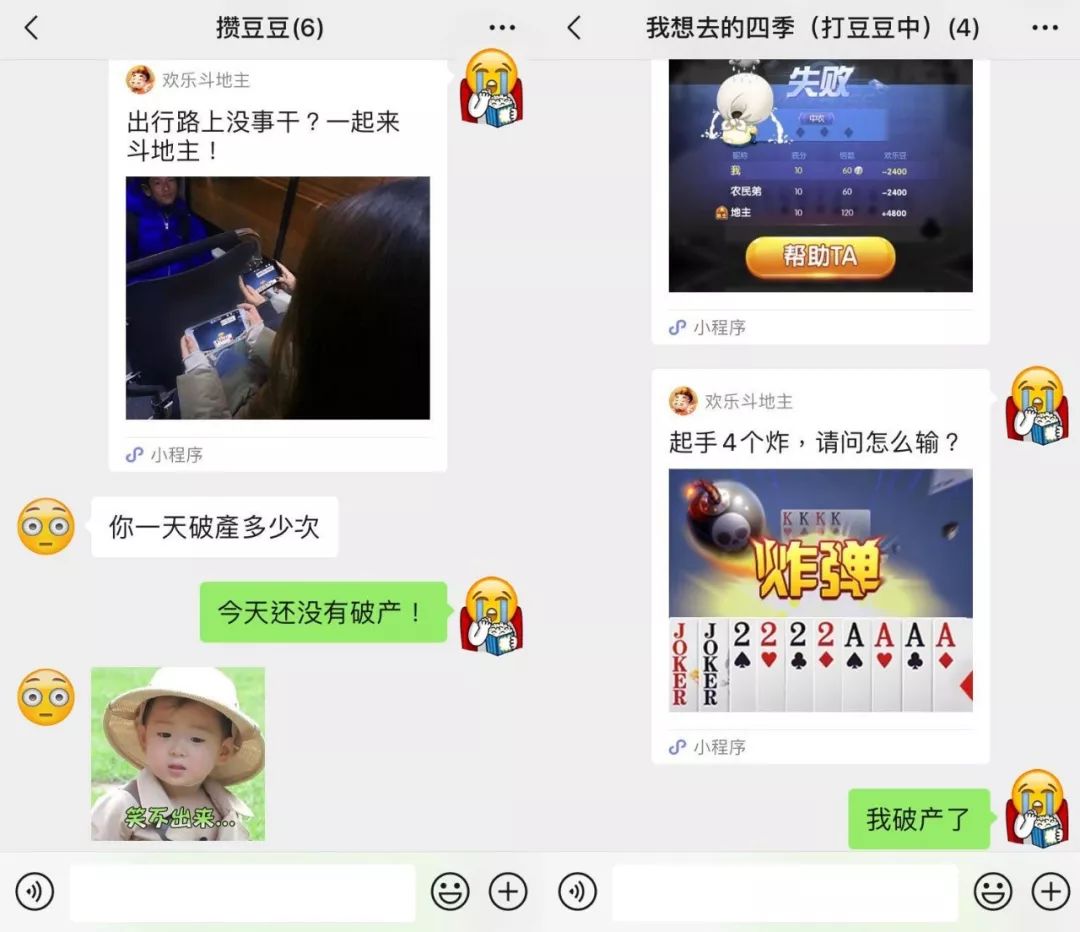 攒豆豆(6)
欢乐斗地主
出行路上没事干？一起来
斗地主！
小程序
你一天破產多少次
今天还没有破产！
笑不出来...
我想去的四季（打豆豆中）(4)
失败
中农
昵称 底分 倍数 欢乐豆
我 10 60 -2400
农民弟 10 60 -2400
地主 10 120 +4800
帮助TA
小程序
欢乐斗地主
起手4个炸，请问怎么输？
K K K K
炸弹
JOKER JOKER 2 2 2 2 A A A A
小程序
我破产了